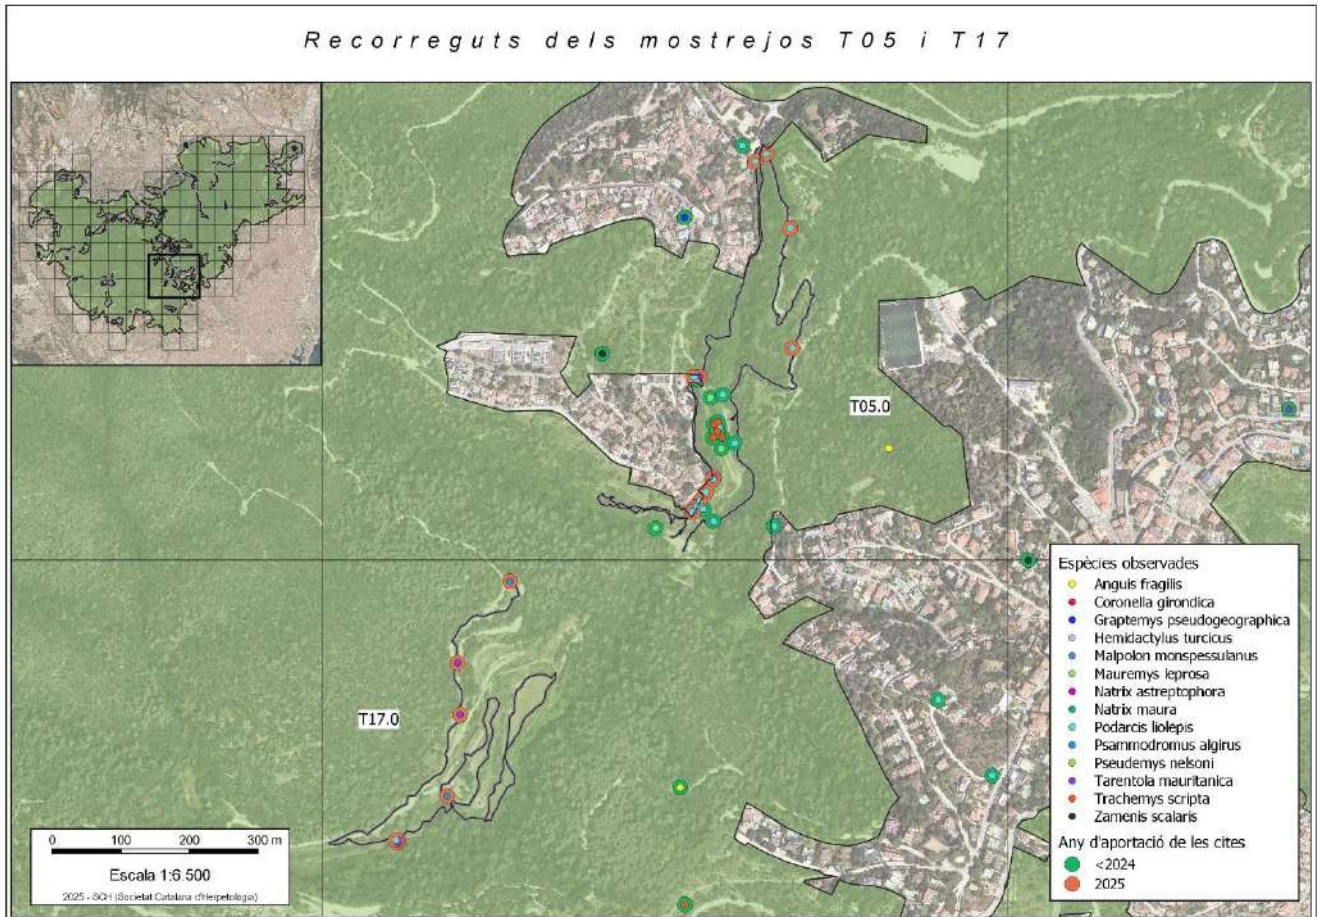 Recorreguts dels mostrejos T05 i T17
T05.0
T17.0
Espècies observades
Anguis fragilis
Coronella girondica
Graptemys pseudogeographica
Hemidactylus turcicus
Malpolon monspessulanus
Mauremys leprosa
Natrix astreptophora
Natrix maura
Podarcis liolepis
Psammodromus algirus
Pseudemys nelsoni
Tarentola mauritanica
Trachemys scripta
Zamenis scalaris
Any d'aportació de les cites
<2024
2025
0 100 200 300 m
Escala 1:6.500
2025 - SCH (Societat Catalana d'Herpetologia)